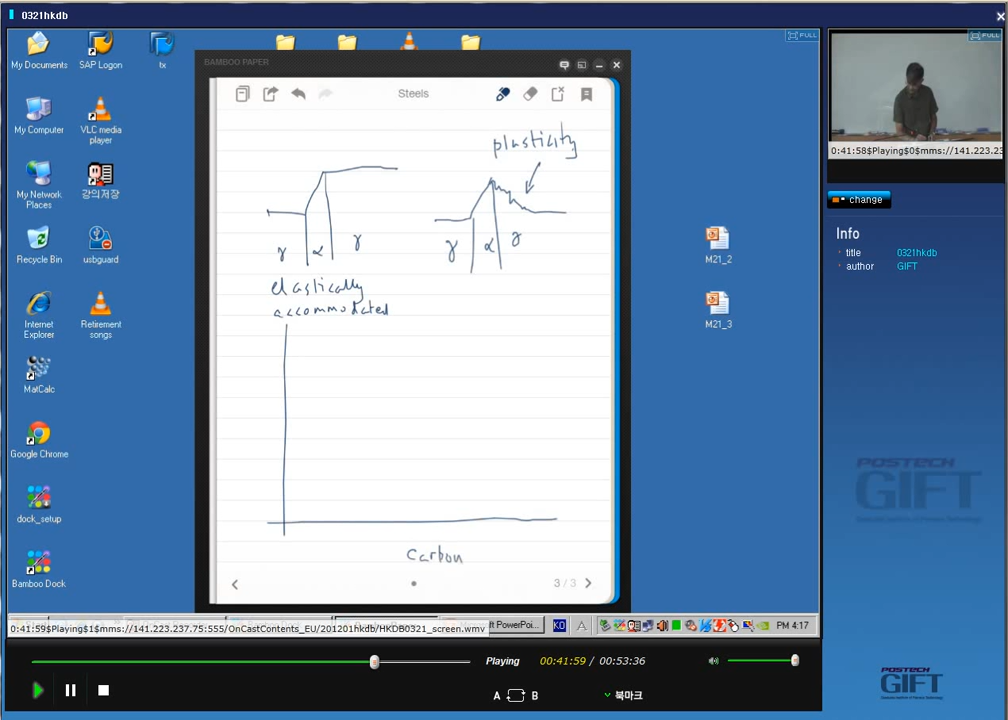 0321hkdb
My Documents
SAP Logon
tx
My Computer
VLC media
player
My Network
Places
강의저장
Recycle Bin
usbguard
Internet
Explorer
Retirement
songs
MatCalc
Google Chrome
dock_setup
Bamboo Dock
BAMBOO PAPER
Steels
plasticity
γ α γ
γ α γ
elastically
accommodated
Carbon
3 / 3
M21_2
M21_3
0:41:59$Playing$1$mms://141.223.237.75:555/OnCastContents_EU/201201hkdb/HKDB0321_screen.wmv
soft PowerPoi...
KO
A
PM 4:17
Playing
00:41:59 / 00:53:36
A
B
북마크
FULL
FULL
0:41:58$Playing$0$mms://141.223.23
change
Info
title
0321hkdb
author
GIFT
POSTECH
GIFT
POSTECH
GIFT